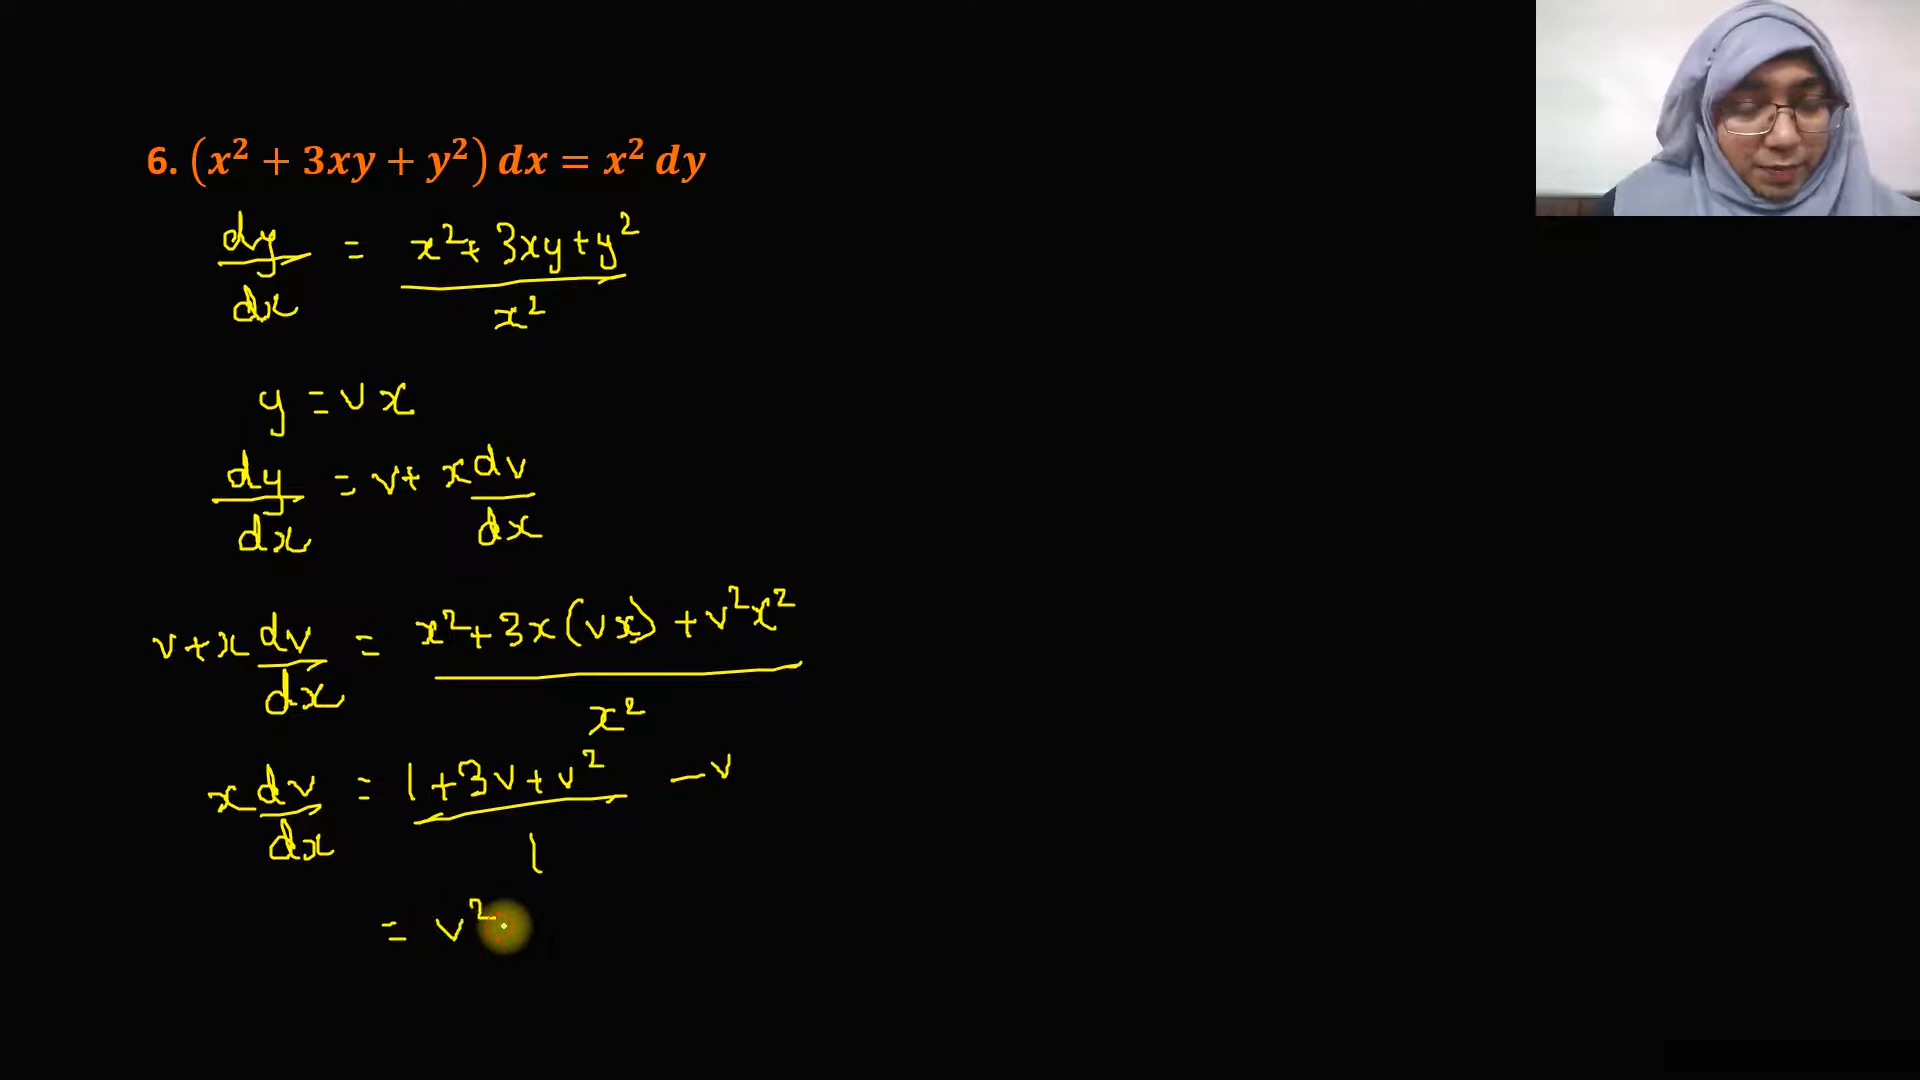 6. (x² + 3xy + y²) dx = x² dy
dy/dx = (x² + 3xy + y²)/x²
y = vx
dy/dx = v + x dv/dx
v + x dv/dx = (x² + 3x(vx) + v²x²)/x²
x dv/dx = (1 + 3v + v²)/1 - v
= v²